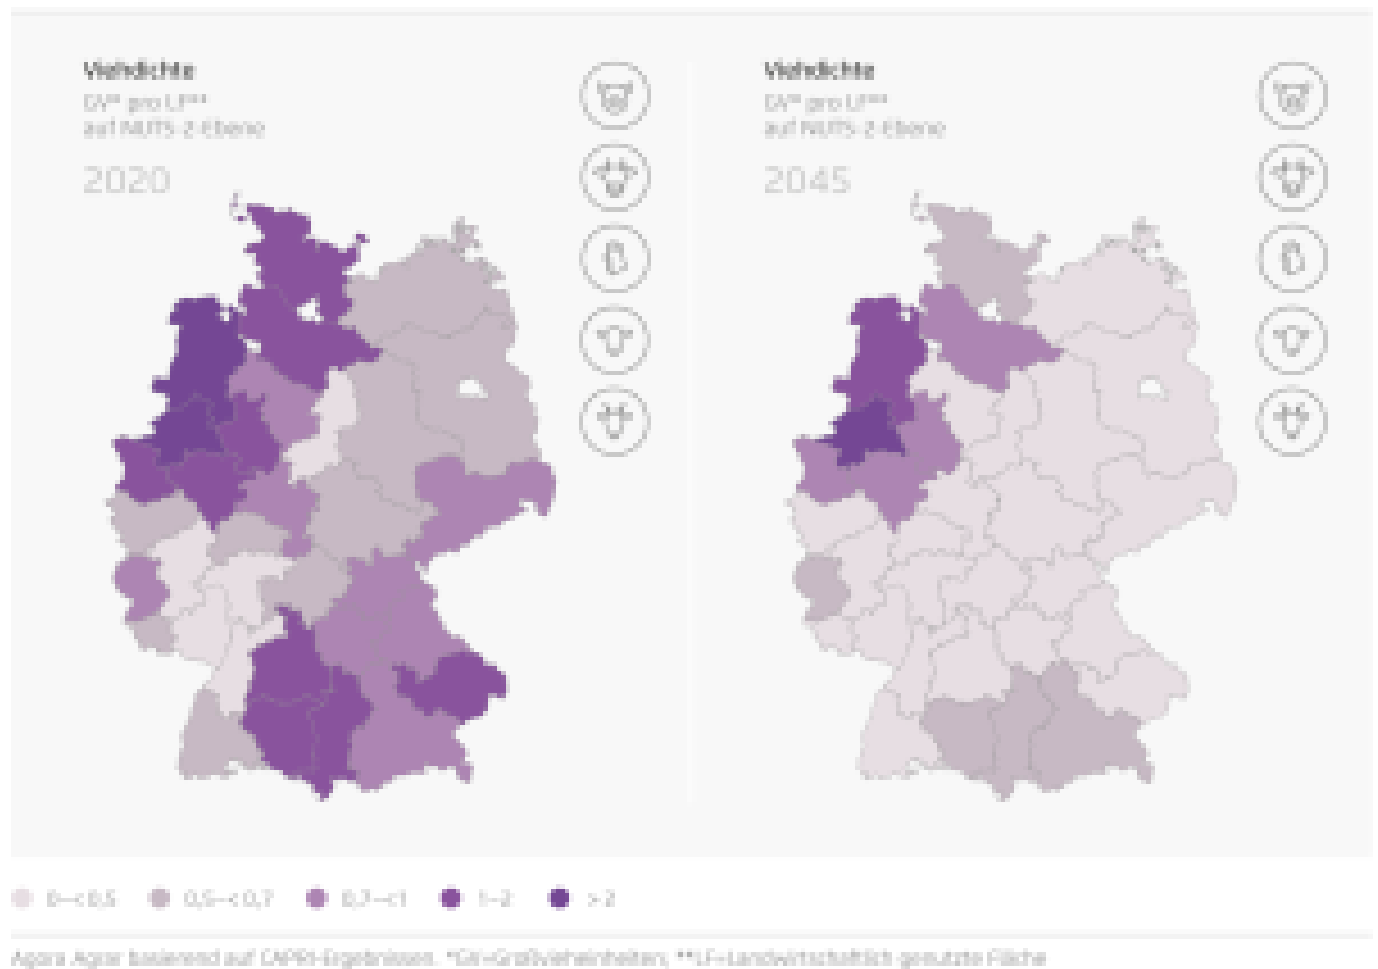 Viehdichte
GV* pro LF**
auf NUTS-2-Ebene
2020
Viehdichte
GV* pro LF**
auf NUTS-2-Ebene
2045
0–<0,5
0,5–<0,7
0,7–<1
1–2
>2
Agora Agrar basierend auf CAPRI-Ergebnissen. *GV=Großvieheinheiten, **LF=Landwirtschaftlich genutzte Fläche